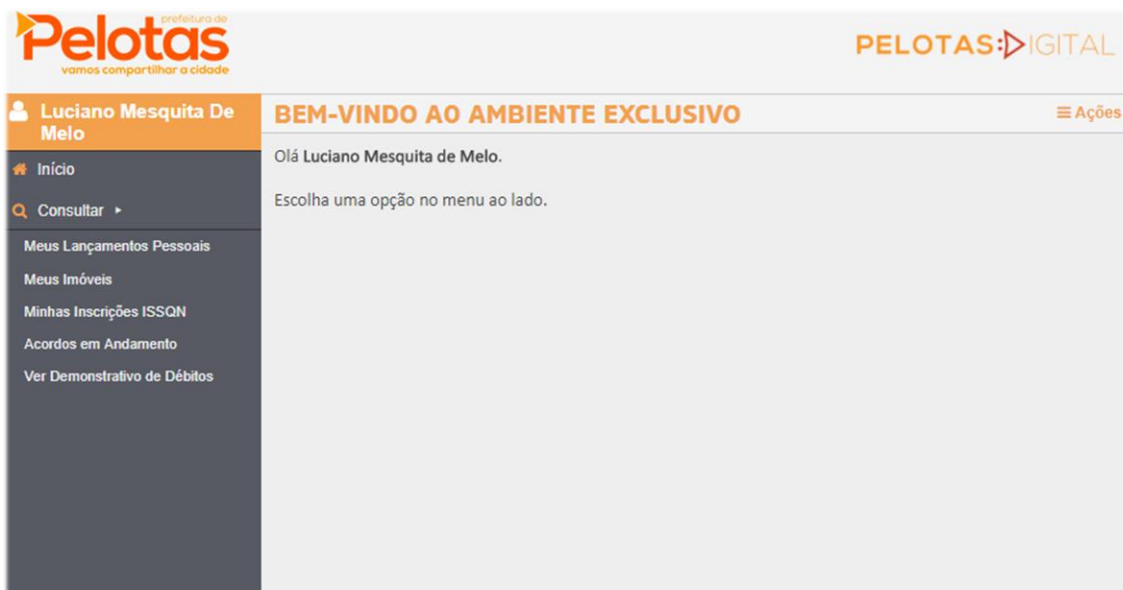 prefeitura de
Pelotas
vamos compartilhar a cidade
PELOTAS:DIGITAL
Luciano Mesquita De
Melo
BEM-VINDO AO AMBIENTE EXCLUSIVO
Ações
Início
Consultar
Meus Lançamentos Pessoais
Meus Imóveis
Minhas Inscrições ISSQN
Acordos em Andamento
Ver Demonstrativo de Débitos
Olá Luciano Mesquita de Melo.
Escolha uma opção no menu ao lado.